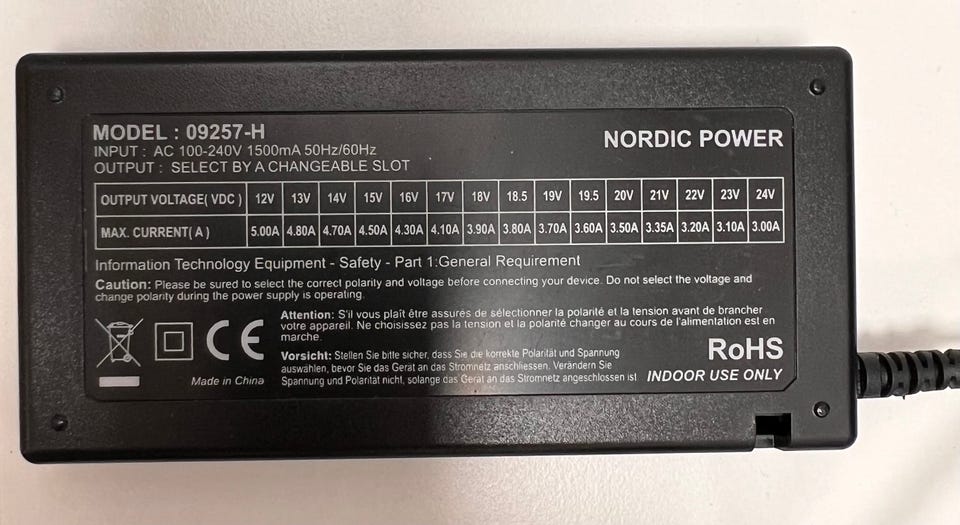 MODEL : 09257-H
NORDIC POWER
INPUT : AC 100-240V 1500mA 50Hz/60Hz
OUTPUT : SELECT BY A CHANGEABLE SLOT
OUTPUT VOLTAGE( VDC ) 12V 13V 14V 15V 16V 17V 18V 18.5 19V 19.5 20V 21V 22V 23V 24V
MAX. CURRENT( A ) 5.00A 4.80A 4.70A 4.50A 4.30A 4.10A 3.90A 3.80A 3.70A 3.60A 3.50A 3.35A 3.20A 3.10A 3.00A
Information Technology Equipment - Safety - Part 1:General Requirement
Caution: Please be sured to select the correct polarity and voltage before connecting your device. Do not select the voltage and
change polarity during the power supply is operating.
Attention: S'il vous plaît être assurés de sélectionner la polarité et la tension avant de brancher
votre appareil. Ne choisissez pas la tension et la polarité changer au cours de l'alimentation est en
marche.
Vorsicht: Stellen Sie bitte sicher, dass Sie die korrekte Polarität und Spannung
auswählen, bevor Sie das Gerät an das Stromnetz anschliessen. Verändern Sie
Spannung und Polarität nicht, solange das Gerät an das Stromnetz angeschlossen ist
CE
Made in China
RoHS
INDOOR USE ONLY